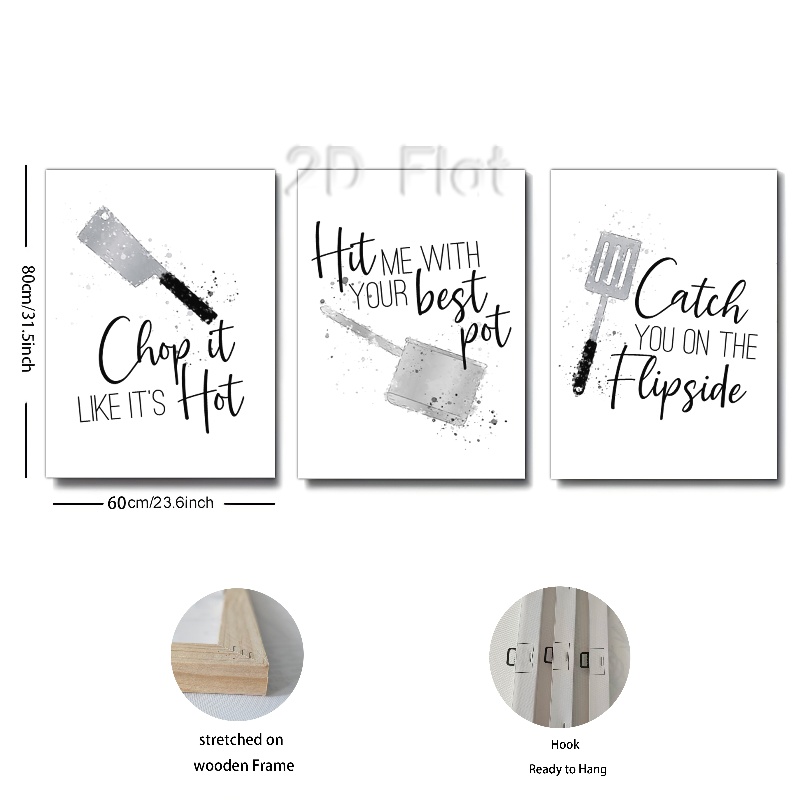 2D Flat
80cm/31.5inch
Chop it
LIKE IT'S Hot
Hit ME WITH
YOUR best
pot
Catch
YOU ON THE
Flipside
60cm/23.6inch
stretched on
wooden Frame
Hook
Ready to Hang